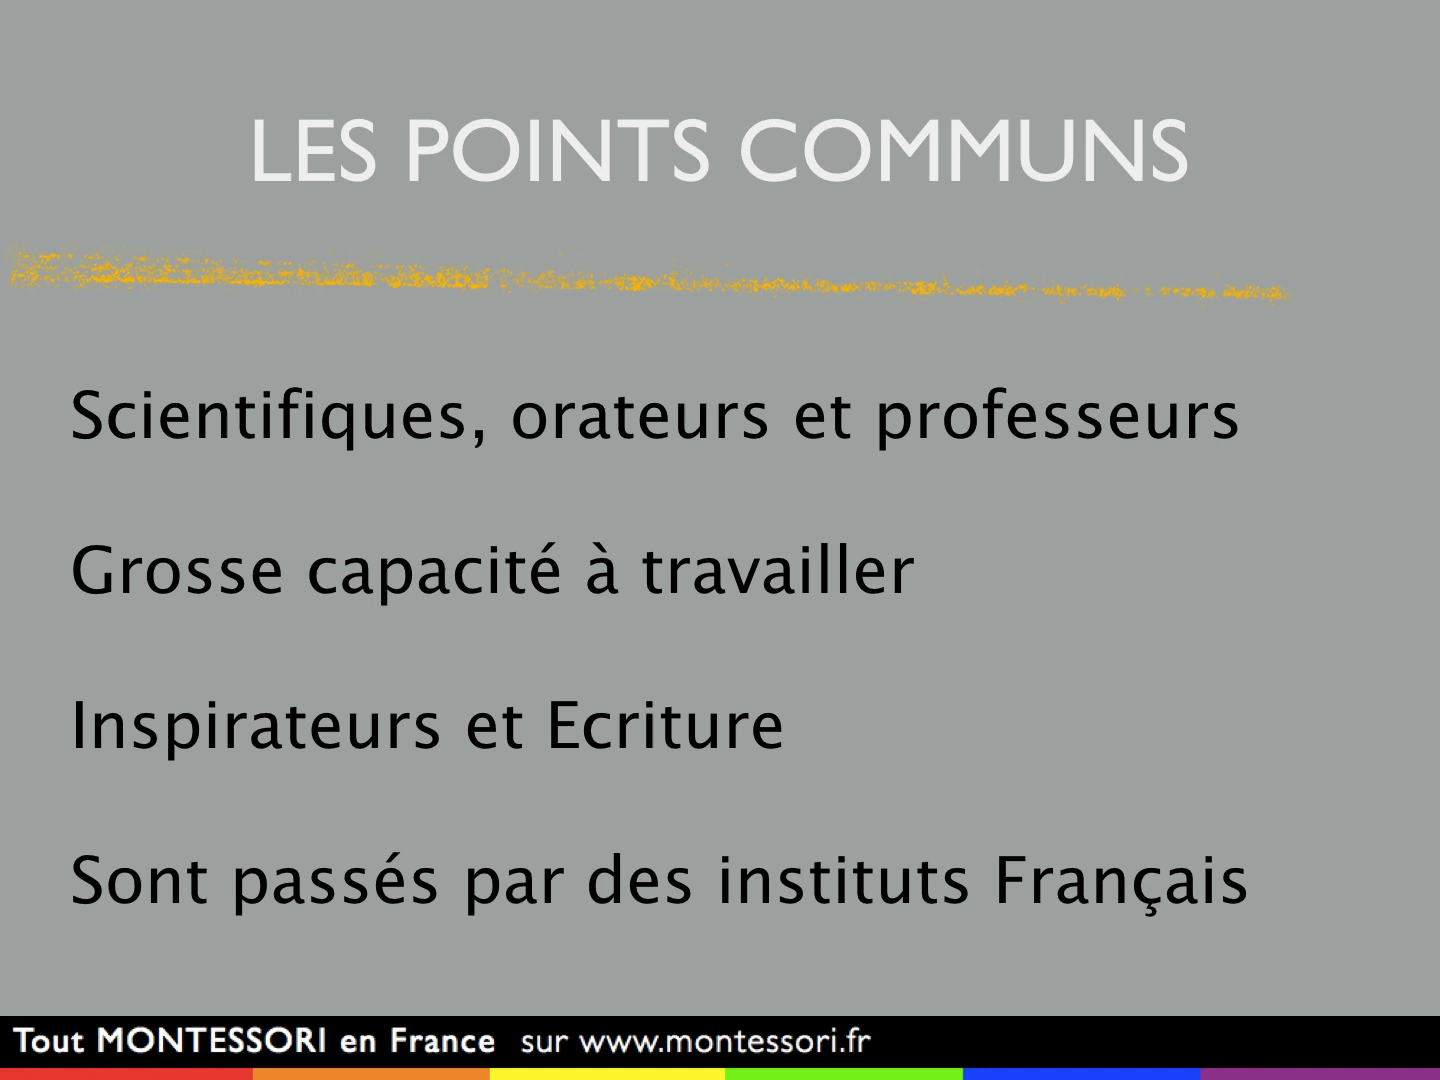 LES POINTS COMMUNS
Scientifiques, orateurs et professeurs
Grosse capacité à travailler
Inspirateurs et Ecriture
Sont passés par des instituts Français
Tout MONTESSORI en France sur www.montessori.fr